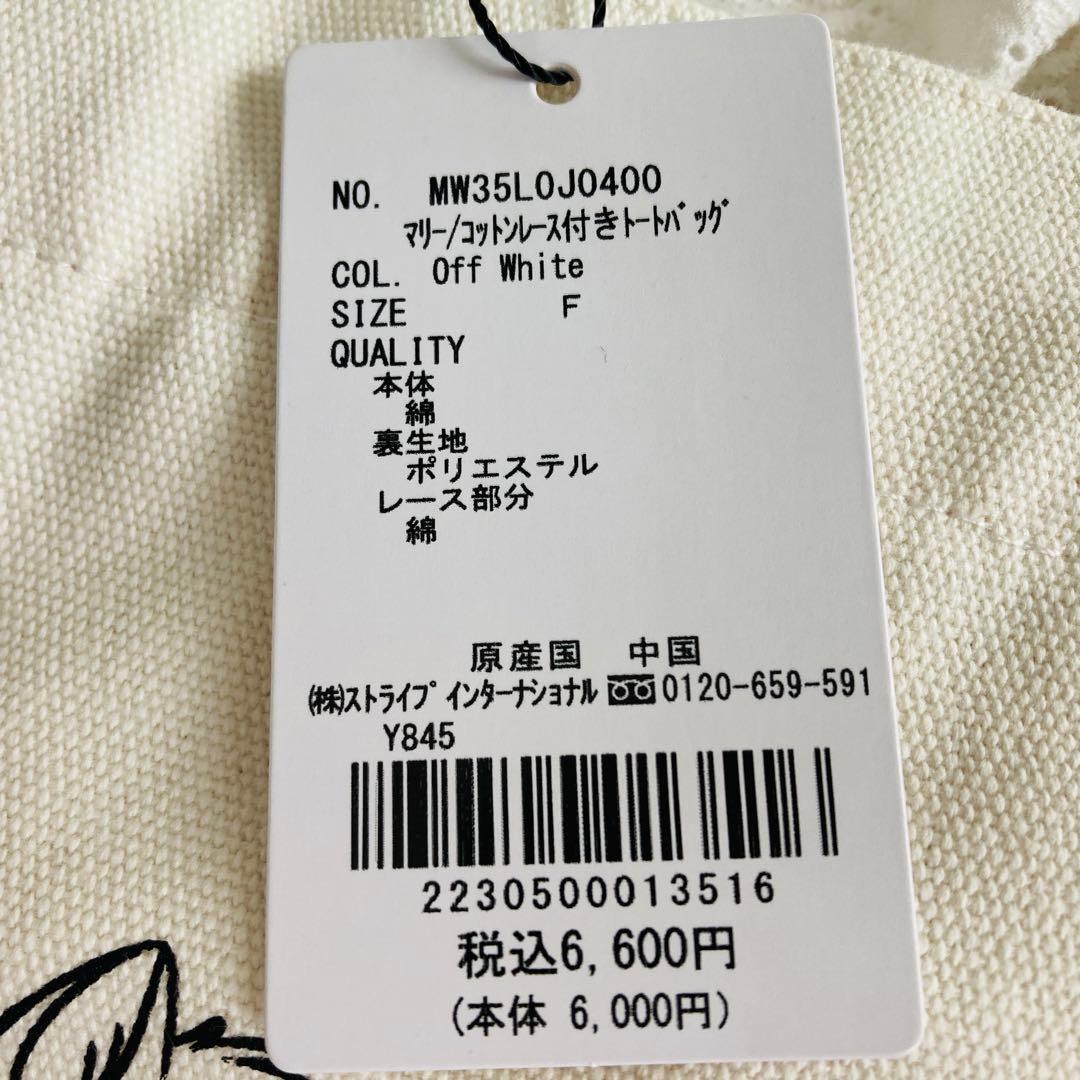 NO. MW35L0J0400
ﾏﾘｰ/ｺｯﾄﾝﾚｰｽ付きﾄｰﾄﾊﾞｯｸﾞ
COL. Off White
SIZE F
QUALITY
本体
綿
裏生地
ポリエステル
レース部分
綿
原産国 中国
㈱ｽﾄﾗｲﾌﾟｲﾝﾀｰﾅｼｮﾅﾙ 0120-659-591
Y845
2230500013516
税込6,600円
(本体 6,000円)